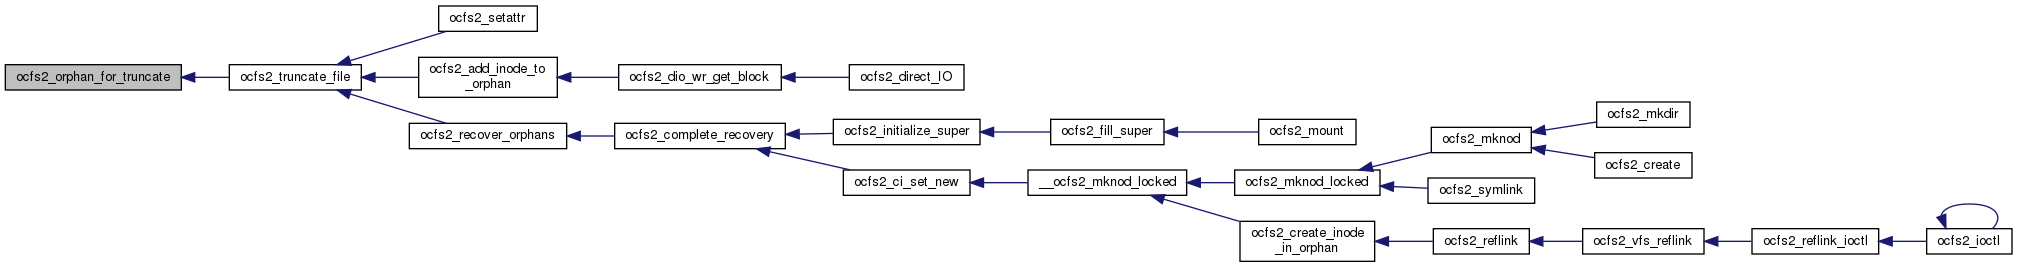 ocfs2_setattr
ocfs2_orphan_for_truncate
ocfs2_truncate_file
ocfs2_add_inode_to
_orphan
ocfs2_dio_wr_get_block
ocfs2_direct_IO
ocfs2_recover_orphans
ocfs2_complete_recovery
ocfs2_initialize_super
ocfs2_fill_super
ocfs2_mount
ocfs2_ci_set_new
__ocfs2_mknod_locked
ocfs2_mknod_locked
ocfs2_mknod
ocfs2_mkdir
ocfs2_create
ocfs2_symlink
ocfs2_create_inode
_in_orphan
ocfs2_reflink
ocfs2_vfs_reflink
ocfs2_reflink_ioctl
ocfs2_ioctl